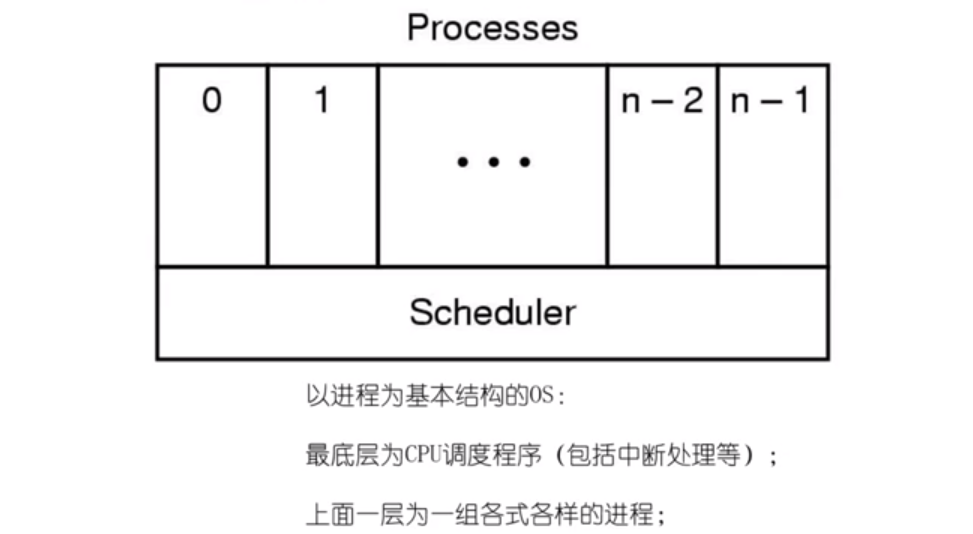 Processes
0 1 ... n – 2 n – 1
Scheduler
以进程为基本结构的OS:
最底层为CPU调度程序（包括中断处理等）;
上面一层为一组各式各样的进程;